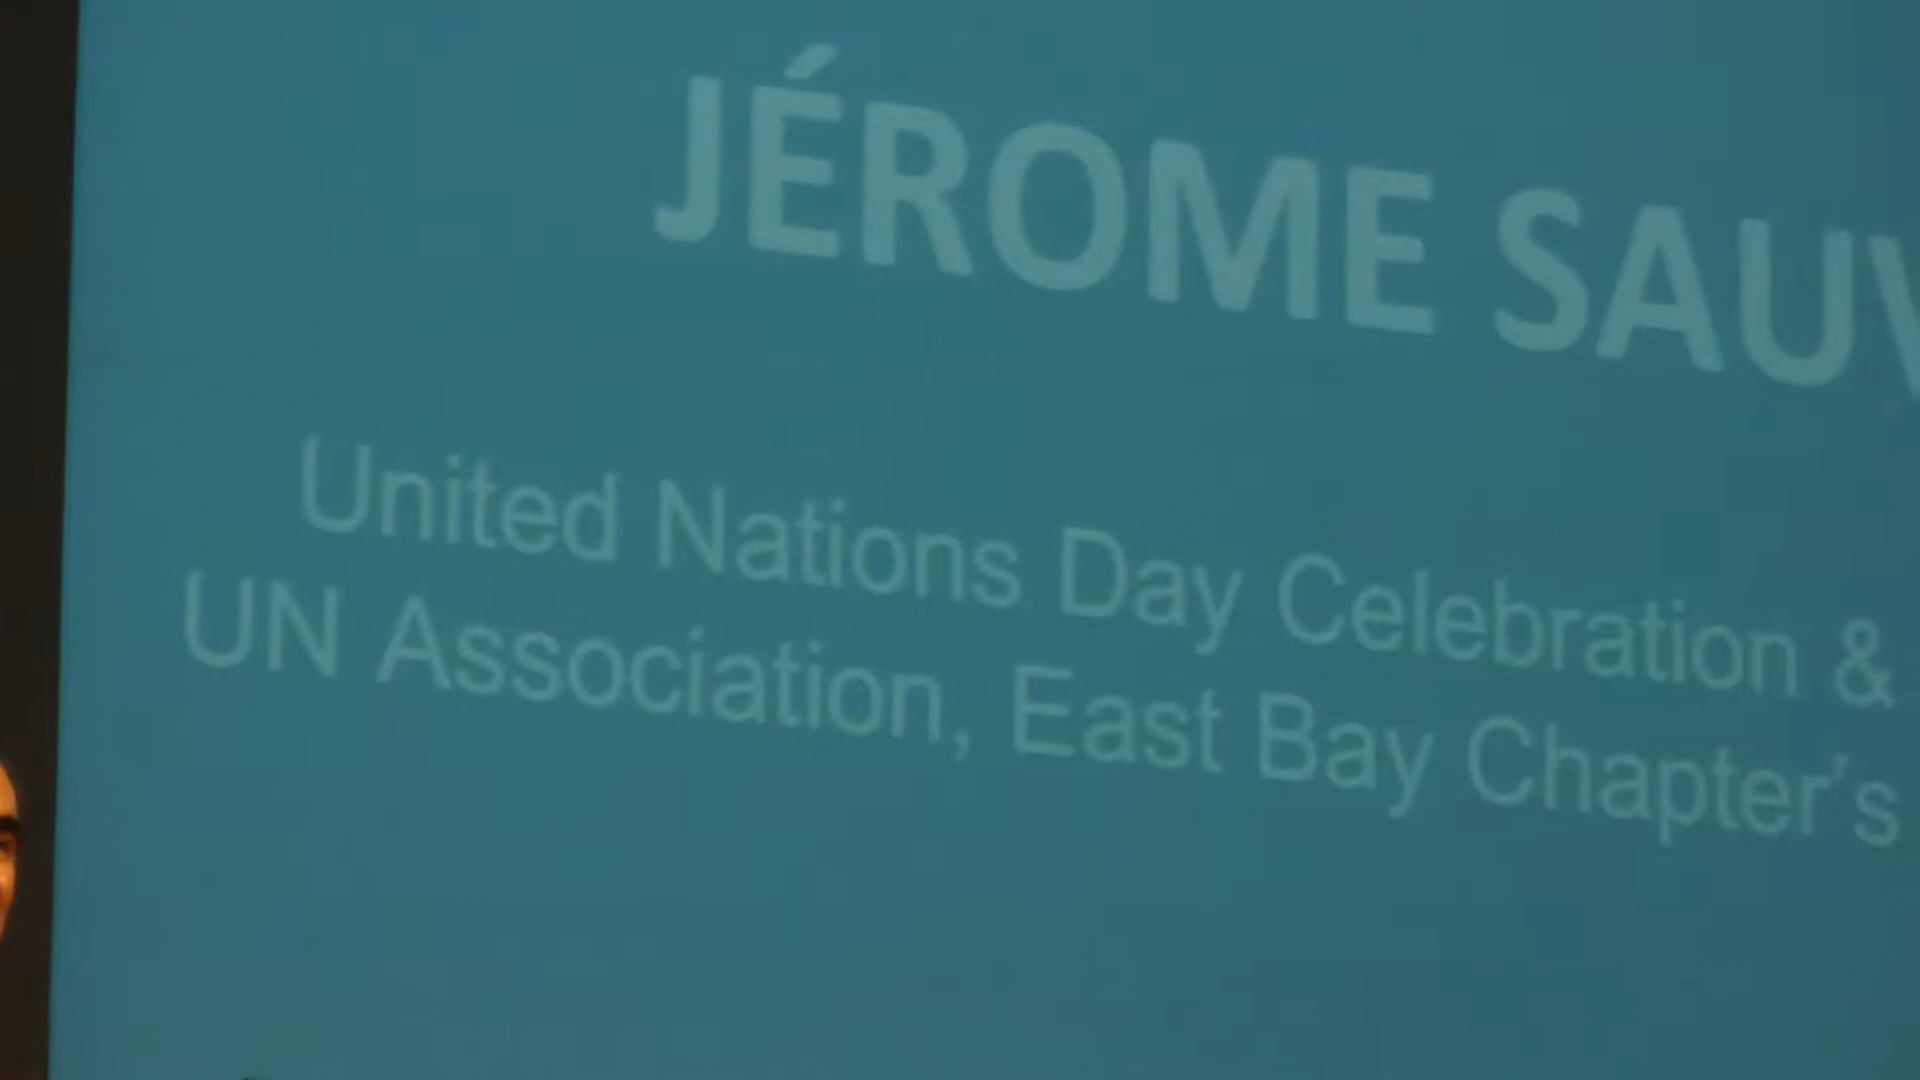 JÉROME SAUV
United Nations Day Celebration &
UN Association, East Bay Chapter's